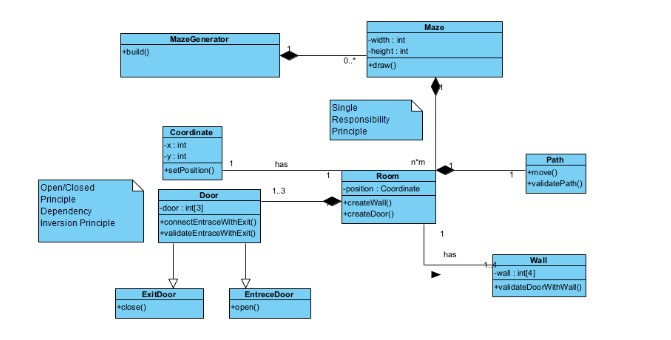 MazeGenerator
+build()
1
0..*
Maze
-width : int
-height : int
+draw()
1
Single
Responsibility
Principle
n*m
Coordinate
-x : int
-y : int
+setPosition()
1
has
1
Room
-position : Coordinate
+createWall()
+createDoor()
1
1
Path
+move()
+validatePath()
Open/Closed
Principle
Dependency
Inversion Principle
Door
-door : int[3]
+connectEntraceWithExit()
+validateEntraceWithExit()
1..3
1
has
1..4
Wall
-wall : int[4]
+validateDoorWithWall()
ExitDoor
+close()
EntreceDoor
+open()